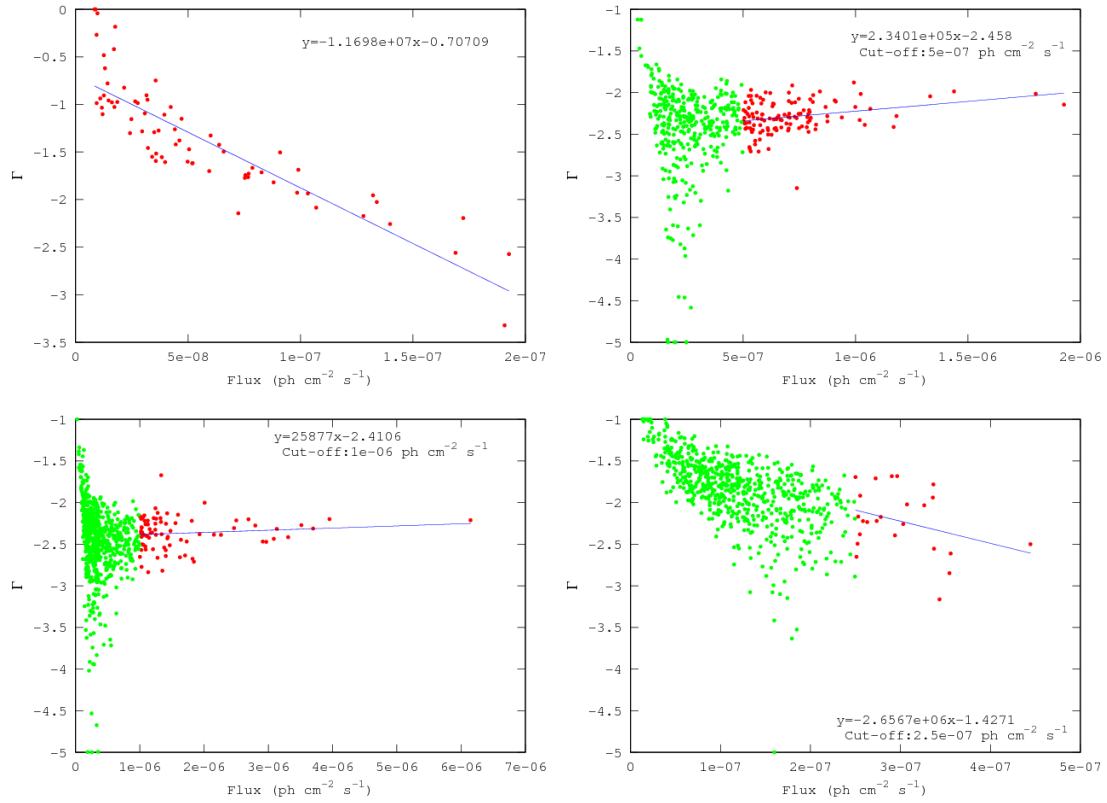 0
-0.5
-1
-1.5
-2
-2.5
-3
-3.5
Γ
y=-1.1698e+07x-0.70709
0 5e-08 1e-07 1.5e-07 2e-07
Flux (ph cm⁻² s⁻¹)
-1
-1.5
-2
-2.5
-3
-3.5
-4
-4.5
-5
Γ
y=2.3401e+05x-2.458
Cut-off:5e-07 ph cm⁻² s⁻¹
0 5e-07 1e-06 1.5e-06 2e-06
Flux (ph cm⁻² s⁻¹)
-1
-1.5
-2
-2.5
-3
-3.5
-4
-4.5
-5
Γ
y=25877x-2.4106
Cut-off:1e-06 ph cm⁻² s⁻¹
0 1e-06 2e-06 3e-06 4e-06 5e-06 6e-06 7e-06
Flux (ph cm⁻² s⁻¹)
-1
-1.5
-2
-2.5
-3
-3.5
-4
-4.5
-5
Γ
y=-2.6567e+06x-1.4271
Cut-off:2.5e-07 ph cm⁻² s⁻¹
0 1e-07 2e-07 3e-07 4e-07 5e-07
Flux (ph cm⁻² s⁻¹)